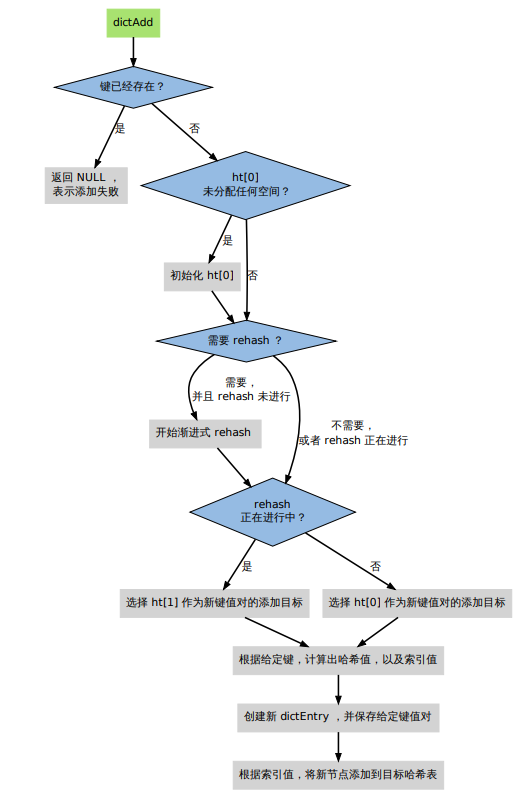 dictAdd
键已经存在？
是
否
返回 NULL ，
表示添加失败
ht[0]
未分配任何空间？
是
初始化 ht[0]
否
需要 rehash ？
需要，
并且 rehash 未进行
不需要，
或者 rehash 正在进行
开始渐进式 rehash
rehash
正在进行中？
是
否
选择 ht[1] 作为新键值对的添加目标
选择 ht[0] 作为新键值对的添加目标
根据给定键，计算出哈希值，以及索引值
创建新 dictEntry ，并保存给定键值对
根据索引值，将新节点添加到目标哈希表